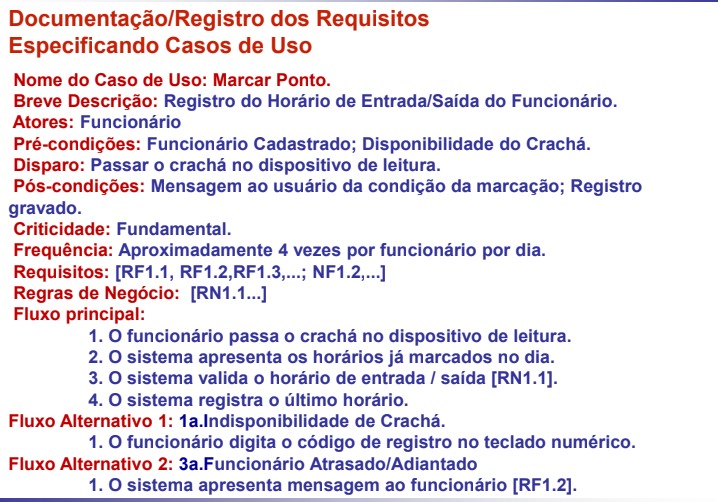 Documentação/Registro dos Requisitos
Especificando Casos de Uso
Nome do Caso de Uso: Marcar Ponto.
Breve Descrição: Registro do Horário de Entrada/Saída do Funcionário.
Atores: Funcionário
Pré-condições: Funcionário Cadastrado; Disponibilidade do Crachá.
Disparo: Passar o crachá no dispositivo de leitura.
Pós-condições: Mensagem ao usuário da condição da marcação; Registro
gravado.
Criticidade: Fundamental.
Frequência: Aproximadamente 4 vezes por funcionário por dia.
Requisitos: [RF1.1, RF1.2,RF1.3,...; NF1.2,...]
Regras de Negócio: [RN1.1...]
Fluxo principal:
1. O funcionário passa o crachá no dispositivo de leitura.
2. O sistema apresenta os horários já marcados no dia.
3. O sistema valida o horário de entrada / saída [RN1.1].
4. O sistema registra o último horário.
Fluxo Alternativo 1: 1a.Indisponibilidade de Crachá.
1. O funcionário digita o código de registro no teclado numérico.
Fluxo Alternativo 2: 3a.Funcionário Atrasado/Adiantado
1. O sistema apresenta mensagem ao funcionário [RF1.2].